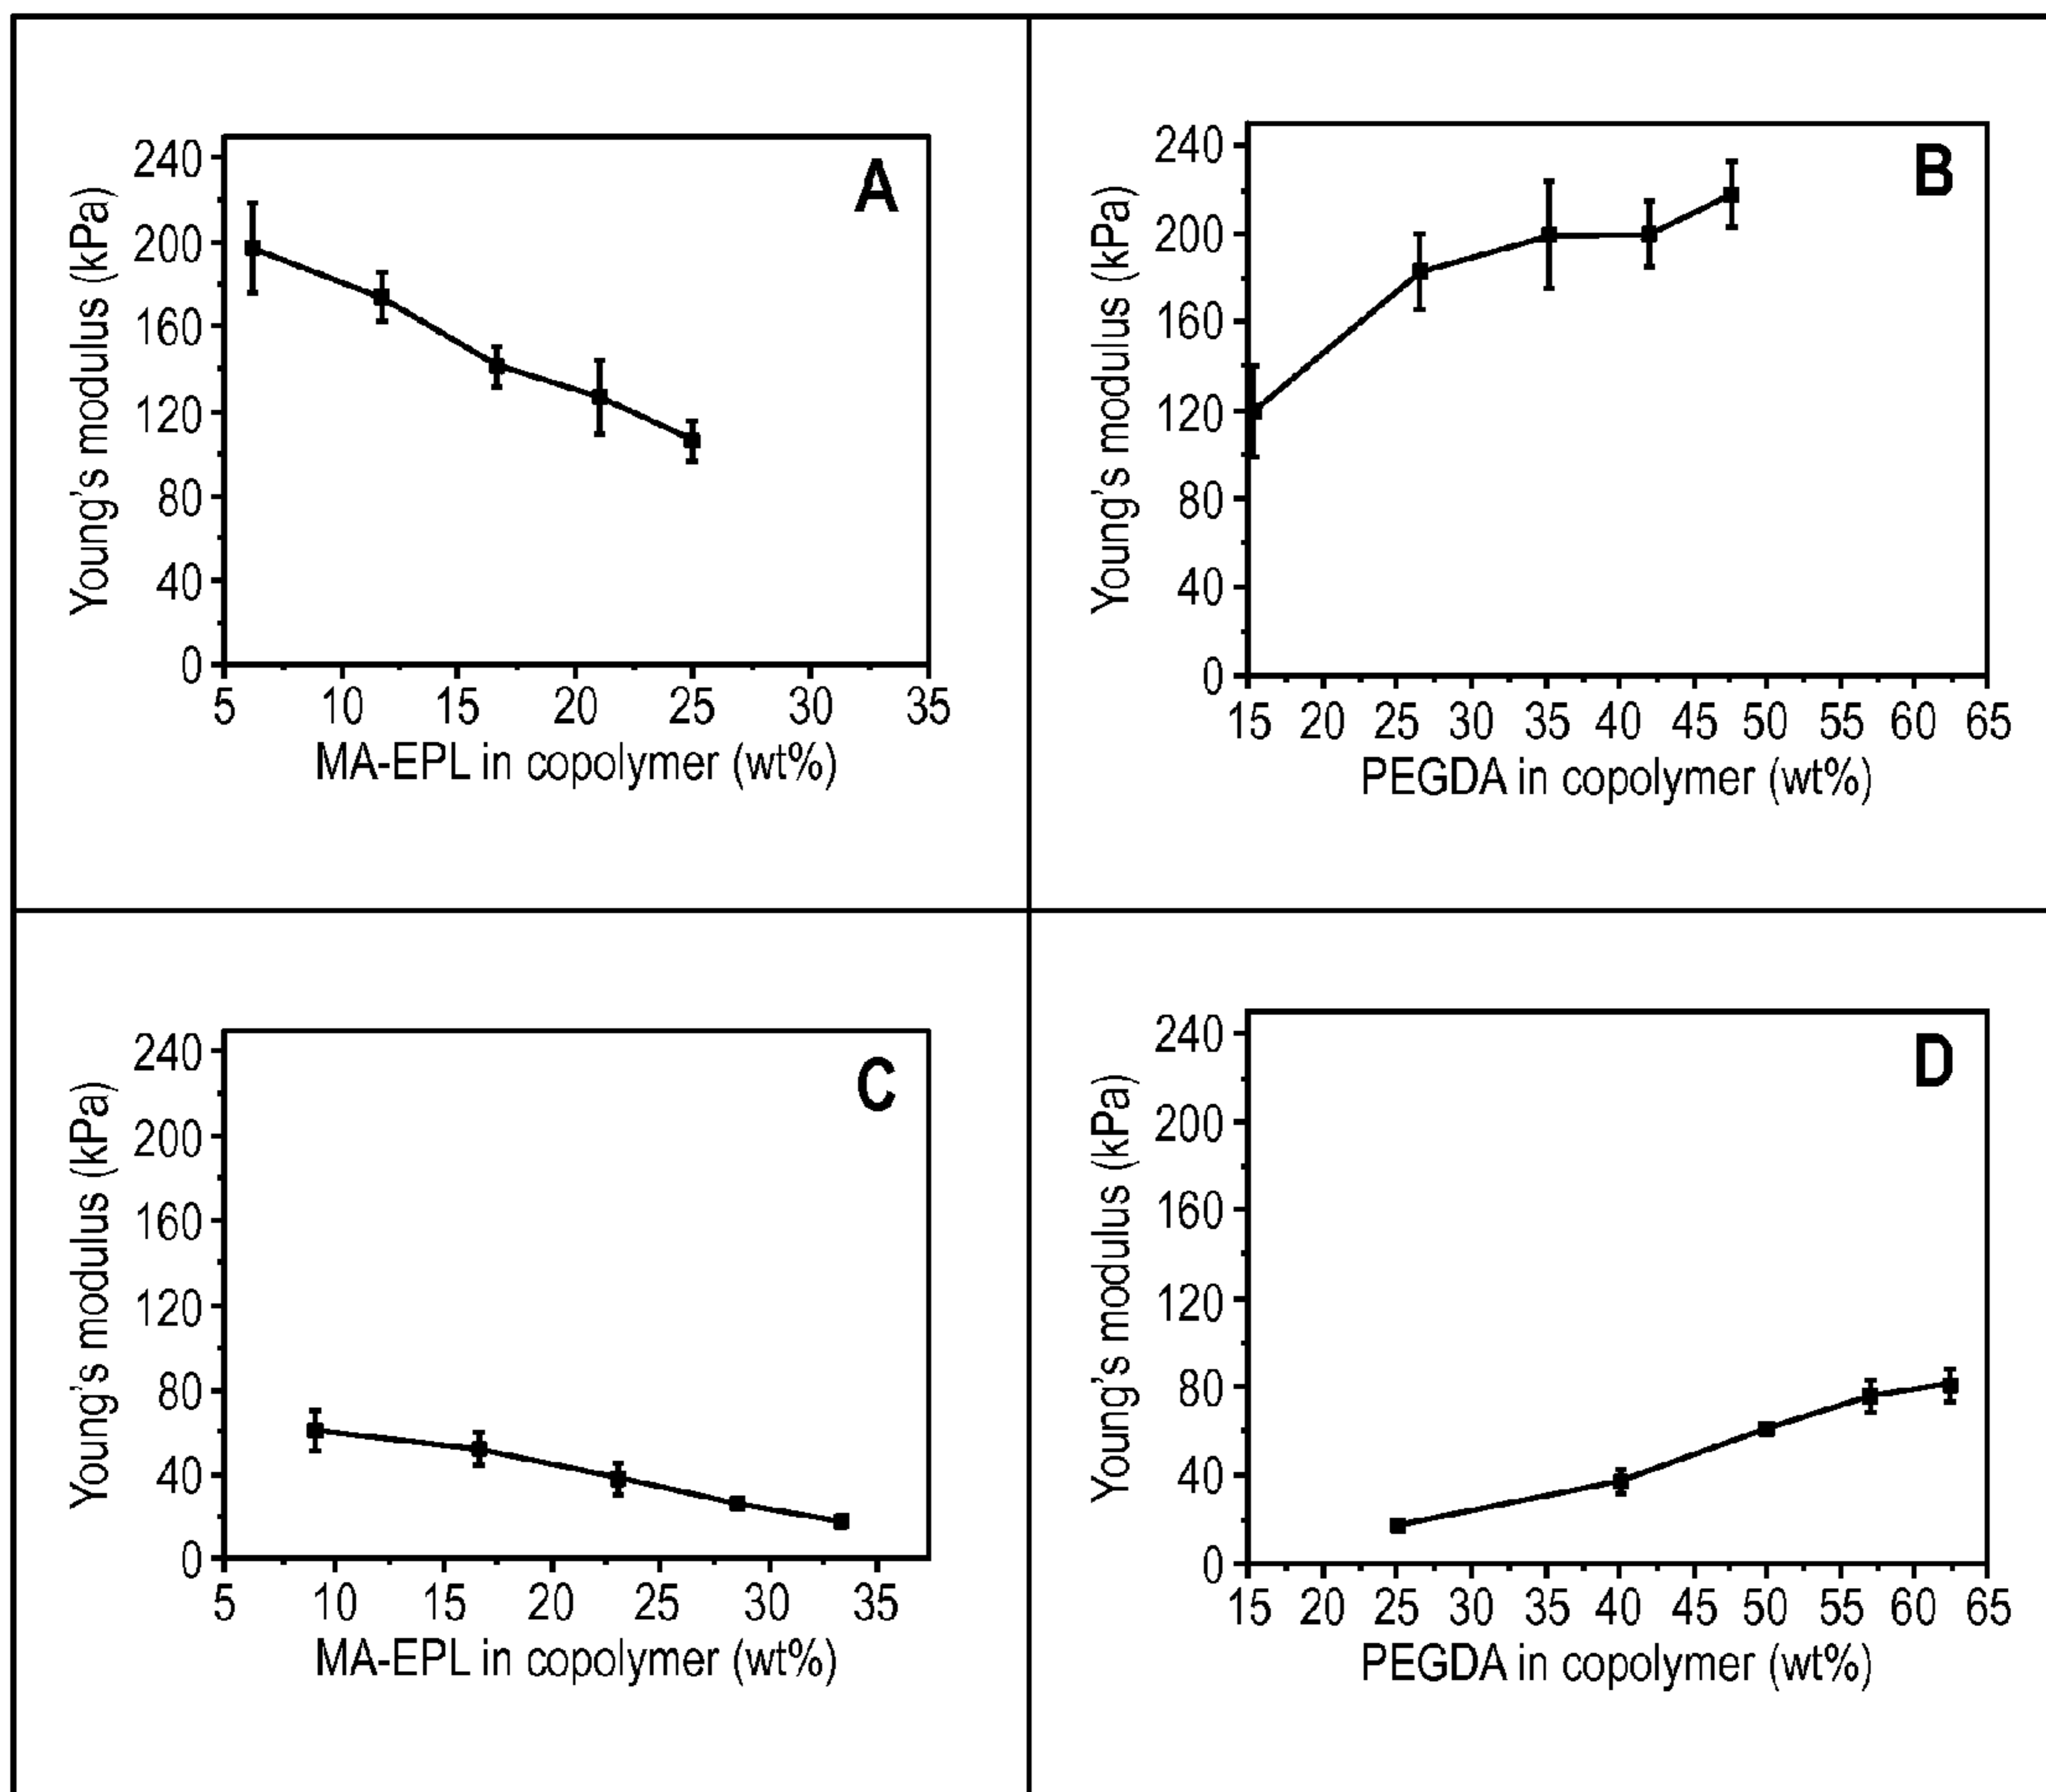 A
Young's modulus (kPa)
240
200
160
120
80
40
0
5 10 15 20 25 30 35
MA-EPL in copolymer (wt%)
B
Young's modulus (kPa)
240
200
160
120
80
40
0
15 20 25 30 35 40 45 50 55 60 65
PEGDA in copolymer (wt%)
C
Young's modulus (kPa)
240
200
160
120
80
40
0
5 10 15 20 25 30 35
MA-EPL in copolymer (wt%)
D
Young's modulus (kPa)
240
200
160
120
80
40
0
15 20 25 30 35 40 45 50 55 60 65
PEGDA in copolymer (wt%)